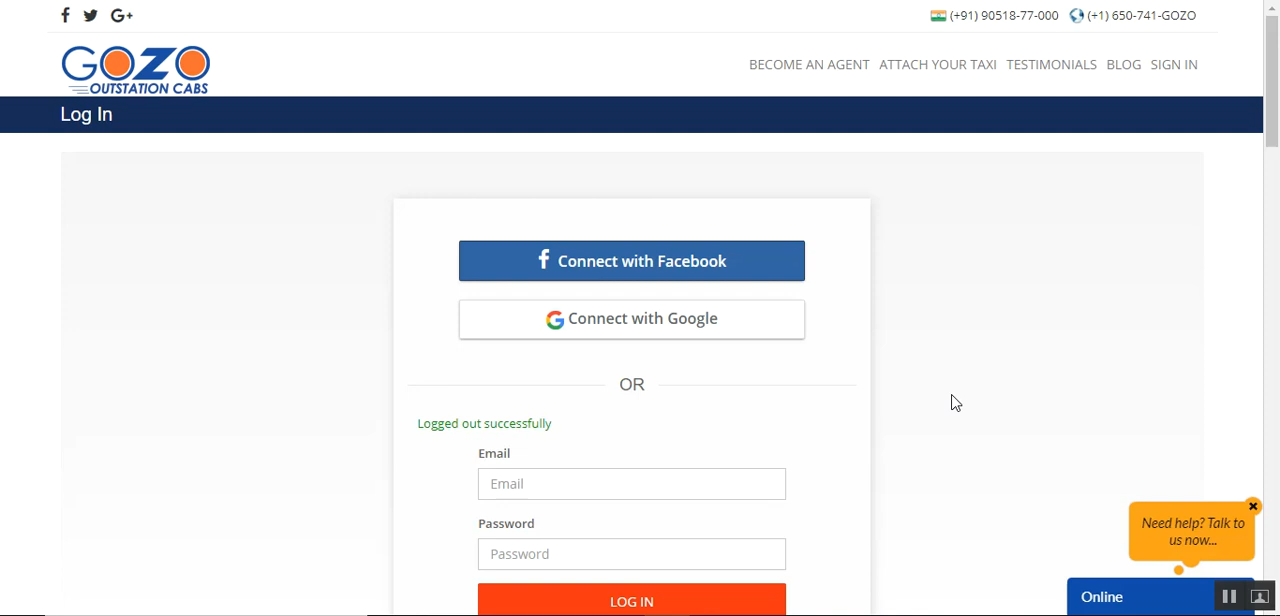 (+91) 90518-77-000 (+1) 650-741-GOZO
GOZO
OUTSTATION CABS
BECOME AN AGENT ATTACH YOUR TAXI TESTIMONIALS BLOG SIGN IN
Log In
Connect with Facebook
Connect with Google
OR
Logged out successfully
Email
Email
Password
Password
LOG IN
Need help? Talk to
us now...
Online